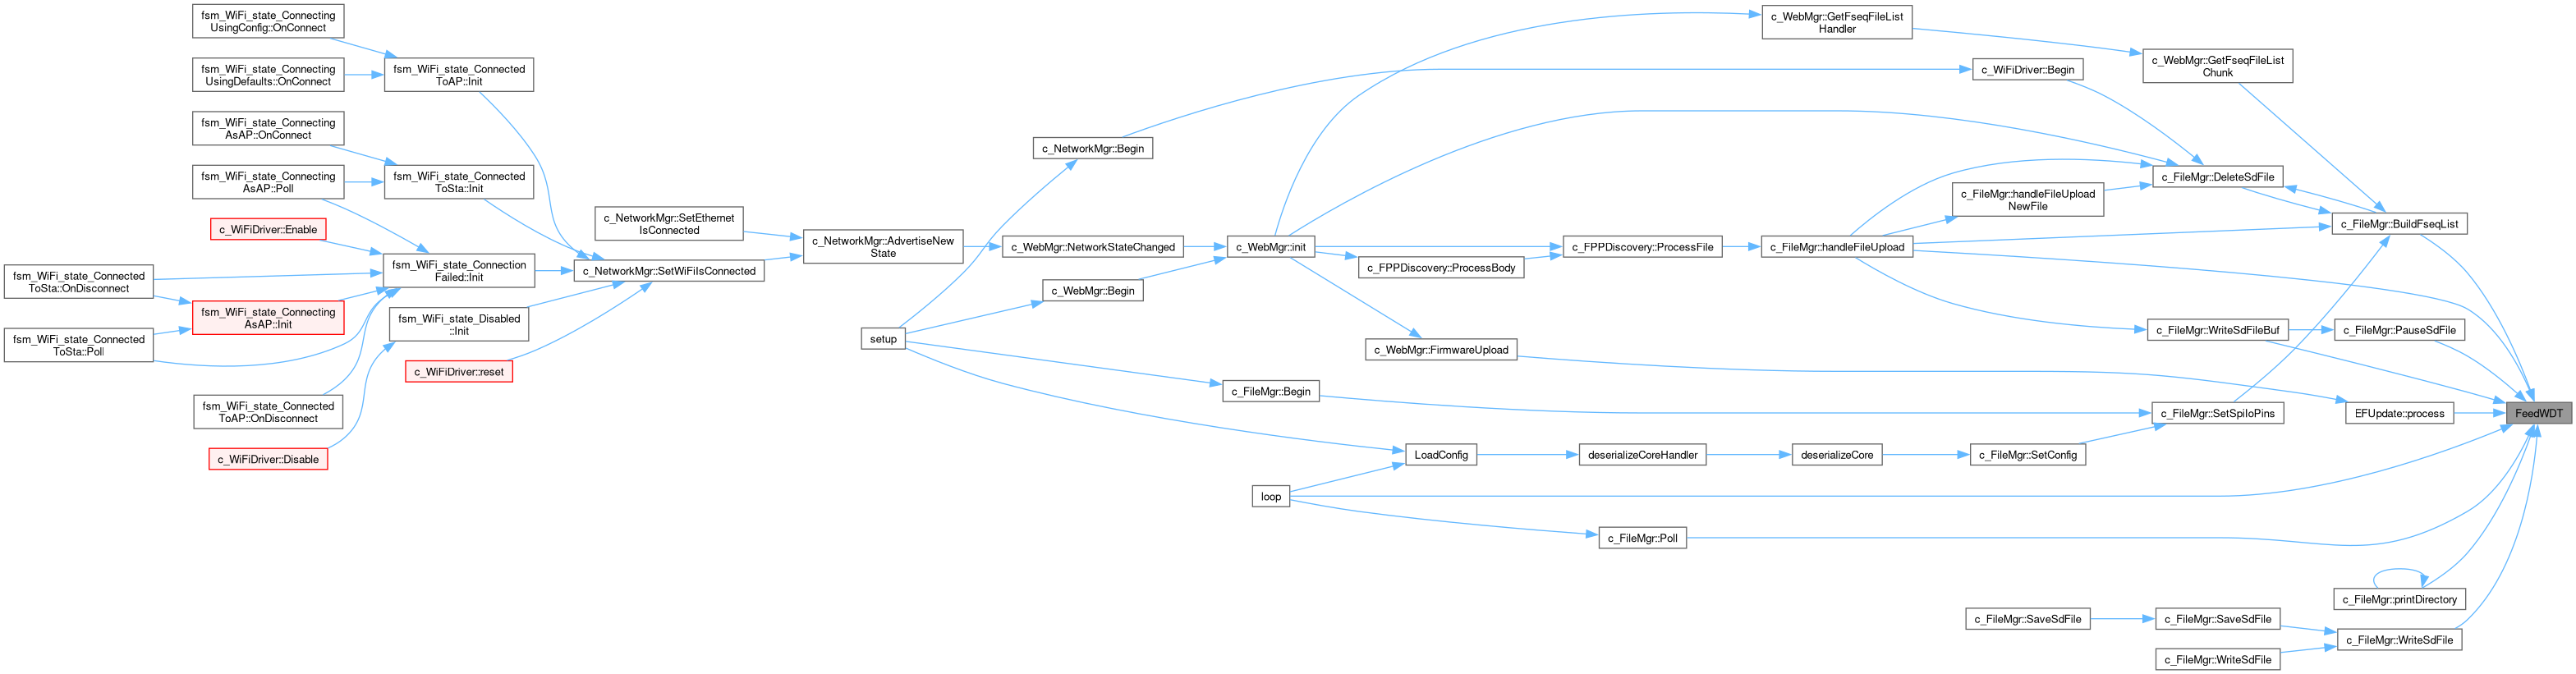 fsm_WiFi_state_Connecting
UsingConfig::OnConnect
fsm_WiFi_state_Connecting
UsingDefaults::OnConnect
fsm_WiFi_state_Connecting
AsAP::OnConnect
fsm_WiFi_state_Connecting
AsAP::Poll
c_WiFiDriver::Enable
fsm_WiFi_state_Connected
ToSta::OnDisconnect
fsm_WiFi_state_Connecting
AsAP::Init
fsm_WiFi_state_Connected
ToSta::Poll
fsm_WiFi_state_Connected
ToAP::OnDisconnect
c_WiFiDriver::Disable
fsm_WiFi_state_Connected
ToAP::Init
fsm_WiFi_state_Connected
ToSta::Init
fsm_WiFi_state_Connection
Failed::Init
fsm_WiFi_state_Disabled
::Init
c_WiFiDriver::reset
c_NetworkMgr::SetEthernet
IsConnected
c_NetworkMgr::SetWiFiIsConnected
c_NetworkMgr::AdvertiseNew
State
setup
c_NetworkMgr::Begin
c_WebMgr::NetworkStateChanged
c_WebMgr::Begin
c_WebMgr::init
c_FileMgr::Begin
loop
c_FPPDiscovery::ProcessBody
c_WebMgr::FirmwareUpload
LoadConfig
c_FPPDiscovery::ProcessFile
deserializeCoreHandler
c_FileMgr::Poll
c_WebMgr::GetFseqFileList
Handler
c_FileMgr::handleFileUpload
deserializeCore
c_WiFiDriver::Begin
c_FileMgr::handleFileUpload
NewFile
c_FileMgr::SetConfig
c_FileMgr::SaveSdFile
c_WebMgr::GetFseqFileList
Chunk
c_FileMgr::DeleteSdFile
c_FileMgr::WriteSdFileBuf
c_FileMgr::SetSpiIoPins
c_FileMgr::SaveSdFile
c_FileMgr::WriteSdFile
c_FileMgr::BuildFseqList
c_FileMgr::PauseSdFile
EFUpdate::process
c_FileMgr::printDirectory
c_FileMgr::WriteSdFile
FeedWDT